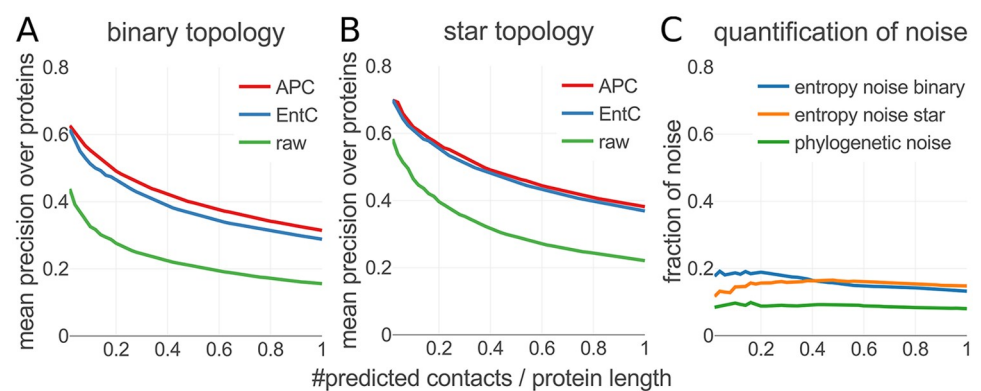 A binary topology
mean precision over proteins
0.8
0.6
0.4
0.2
0
APC
EntC
raw
0.2 0.4 0.6 0.8 1
B star topology
mean precision over proteins
0.8
0.6
0.4
0.2
0
APC
EntC
raw
0.2 0.4 0.6 0.8 1
C quantification of noise
fraction of noise
0.8
0.6
0.4
0.2
0
entropy noise binary
entropy noise star
phylogenetic noise
0.2 0.4 0.6 0.8 1
#predicted contacts / protein length